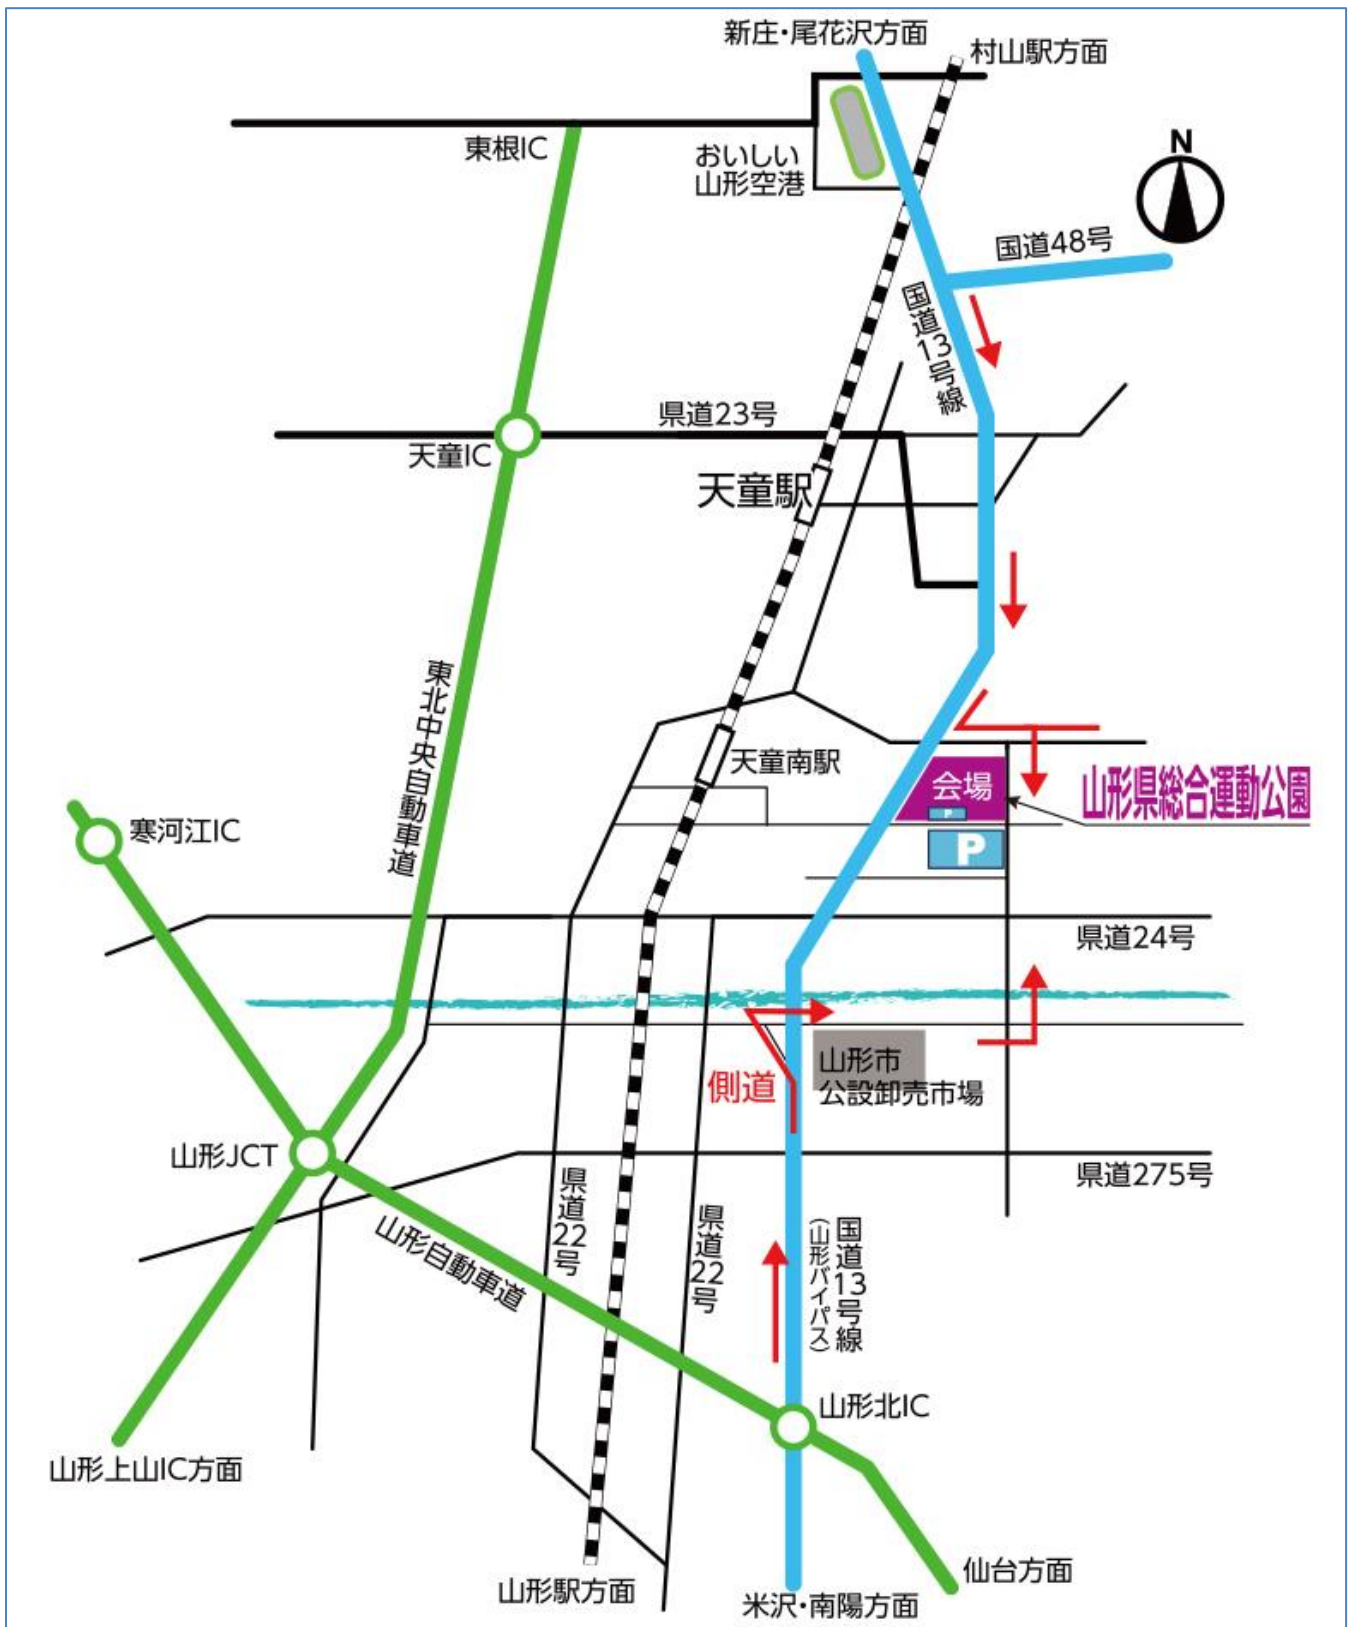 新庄・尾花沢方面
村山駅方面
東根IC
おいしい
山形空港
N
国道48号
国道13号線
県道23号
天童IC
天童駅
東北中央自動車道
天童南駅
会場
P
山形県総合運動公園
P
寒河江IC
県道24号
側道
山形市
公設卸売市場
山形JCT
県道275号
県道22号
県道22号
国道13号線
(山形バイパス)
山形自動車道
山形北IC
山形上山IC方面
仙台方面
山形駅方面
米沢・南陽方面